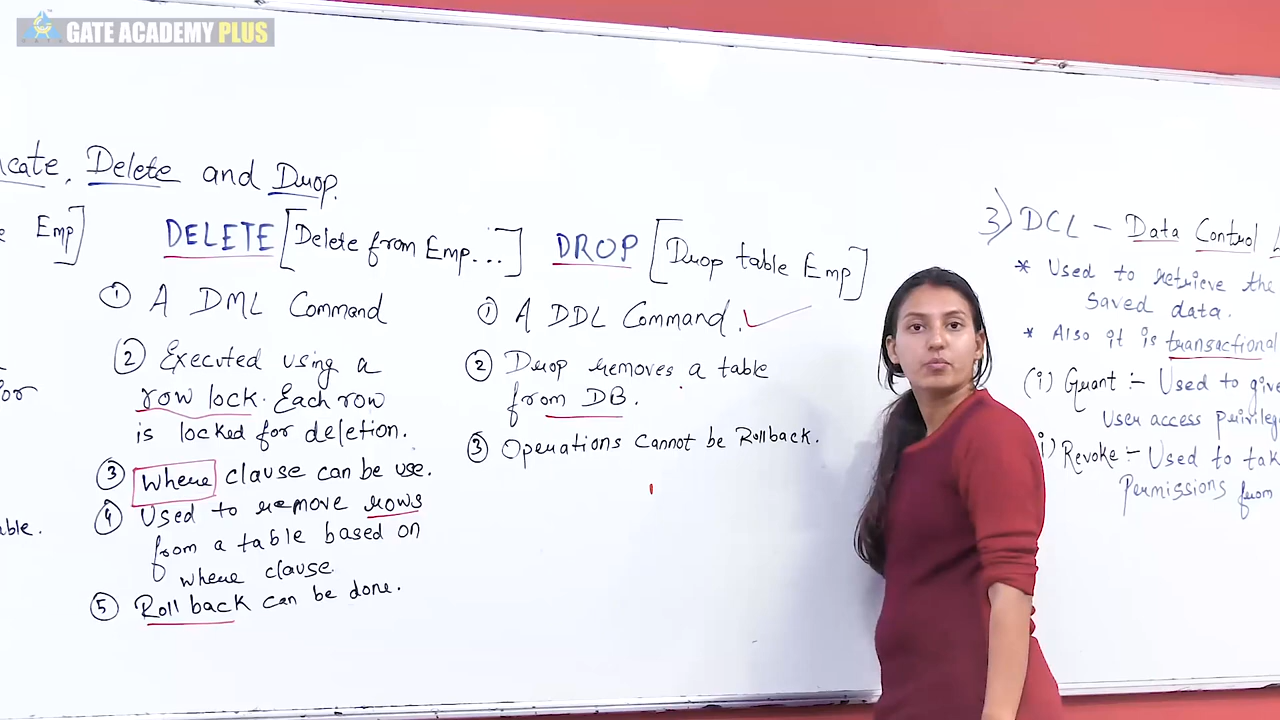 GATE ACADEMY PLUS
cate, Delete and Drop.
Emp]
DELETE [Delete from Emp...]
① A DML Command
② Executed using a
row lock. Each row
is locked for deletion.
③ Where clause can be use.
④ Used to remove rows
from a table based on
where clause.
⑤ Roll back can be done.
DROP [Drop table Emp]
① A DDL Command.
② Drop removes a table
from DB.
③ Operations cannot be Rollback.
or
able.
3) DCL - Data Control
* Used to retrieve the
saved data.
* Also it is transactional
(i) Grant :- Used to give
User access privileg
i) Revoke :- Used to tak
Permissions from